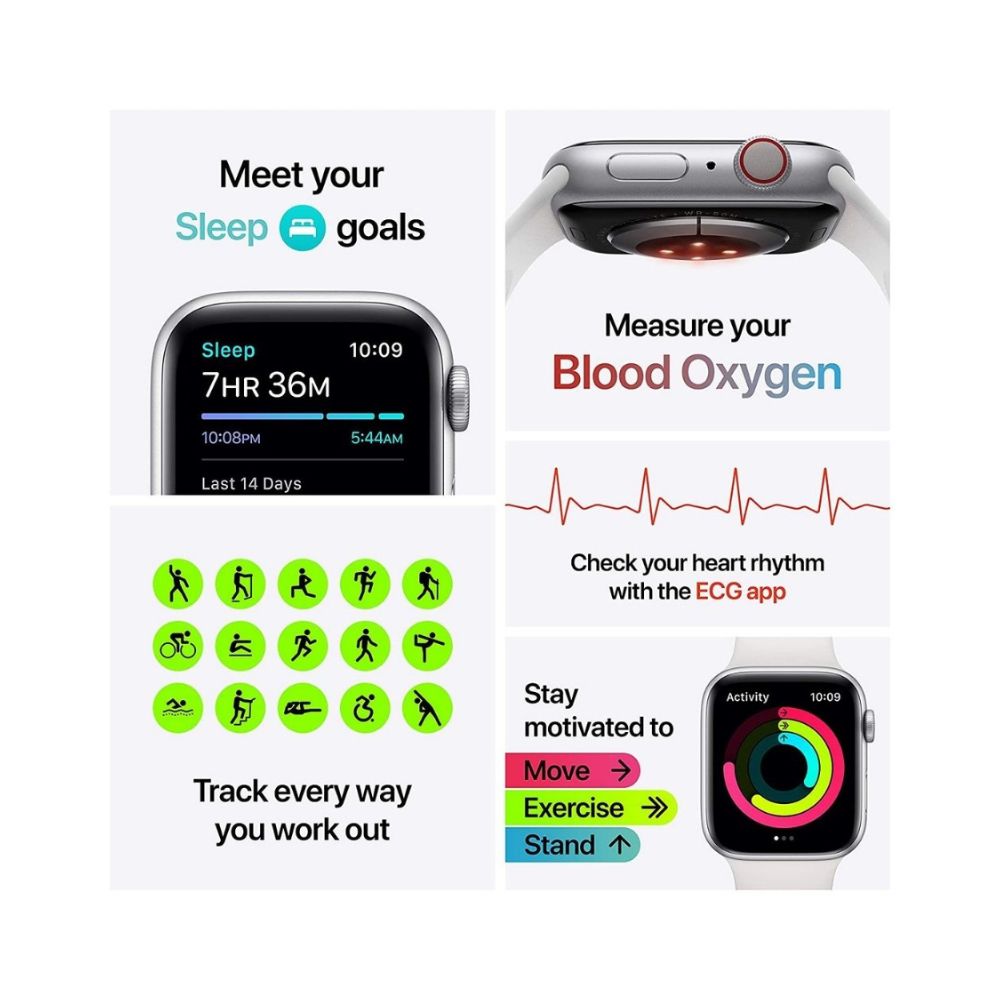 Meet your
Sleep goals
Sleep 10:09
7HR 36M
10:08PM 5:44AM
Last 14 Days
Measure your
Blood Oxygen
Check your heart rhythm
with the ECG app
Track every way
you work out
Stay
motivated to
Move
Exercise
Stand
Activity 10:09